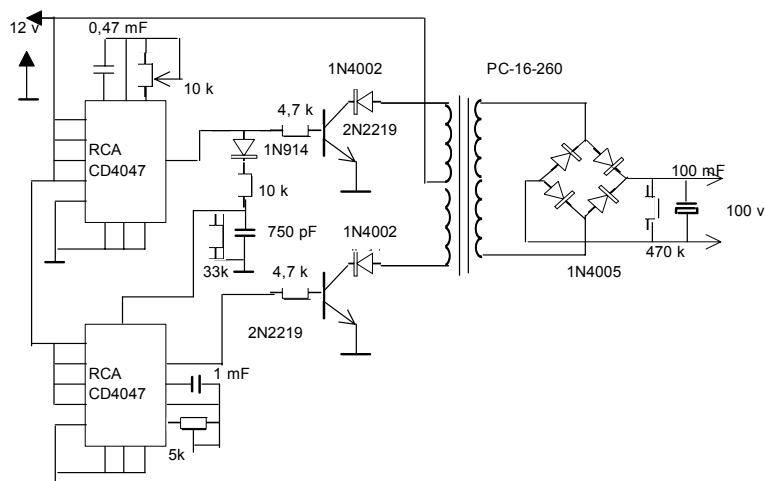 12 v
0,47 mF
10 k
RCA
CD4047
4,7 k
1N4002
2N2219
1N914
10 k
750 pF
33k
PC-16-260
100 mF
100 v
470 k
1N4005
1N4002
4,7 k
2N2219
RCA
CD4047
1 mF
5k